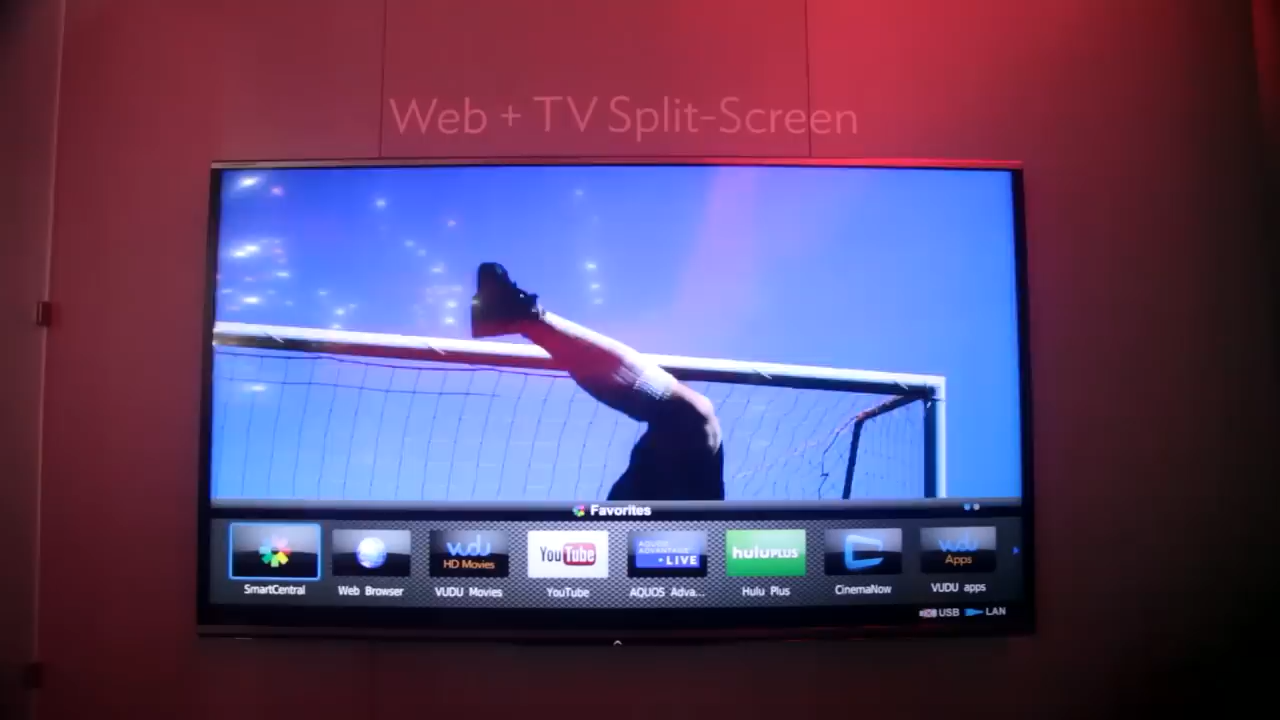 Web + TV Split-Screen
Favorites
vudu
HD Movies
YouTube
AQUOS
ADVANTAGE
• LIVE
huluPLUS
vudu
Apps
SmartCentral
Web Browser
VUDU Movies
YouTube
AQUOS Adva...
Hulu Plus
CinemaNow
VUDU apps
USB LAN